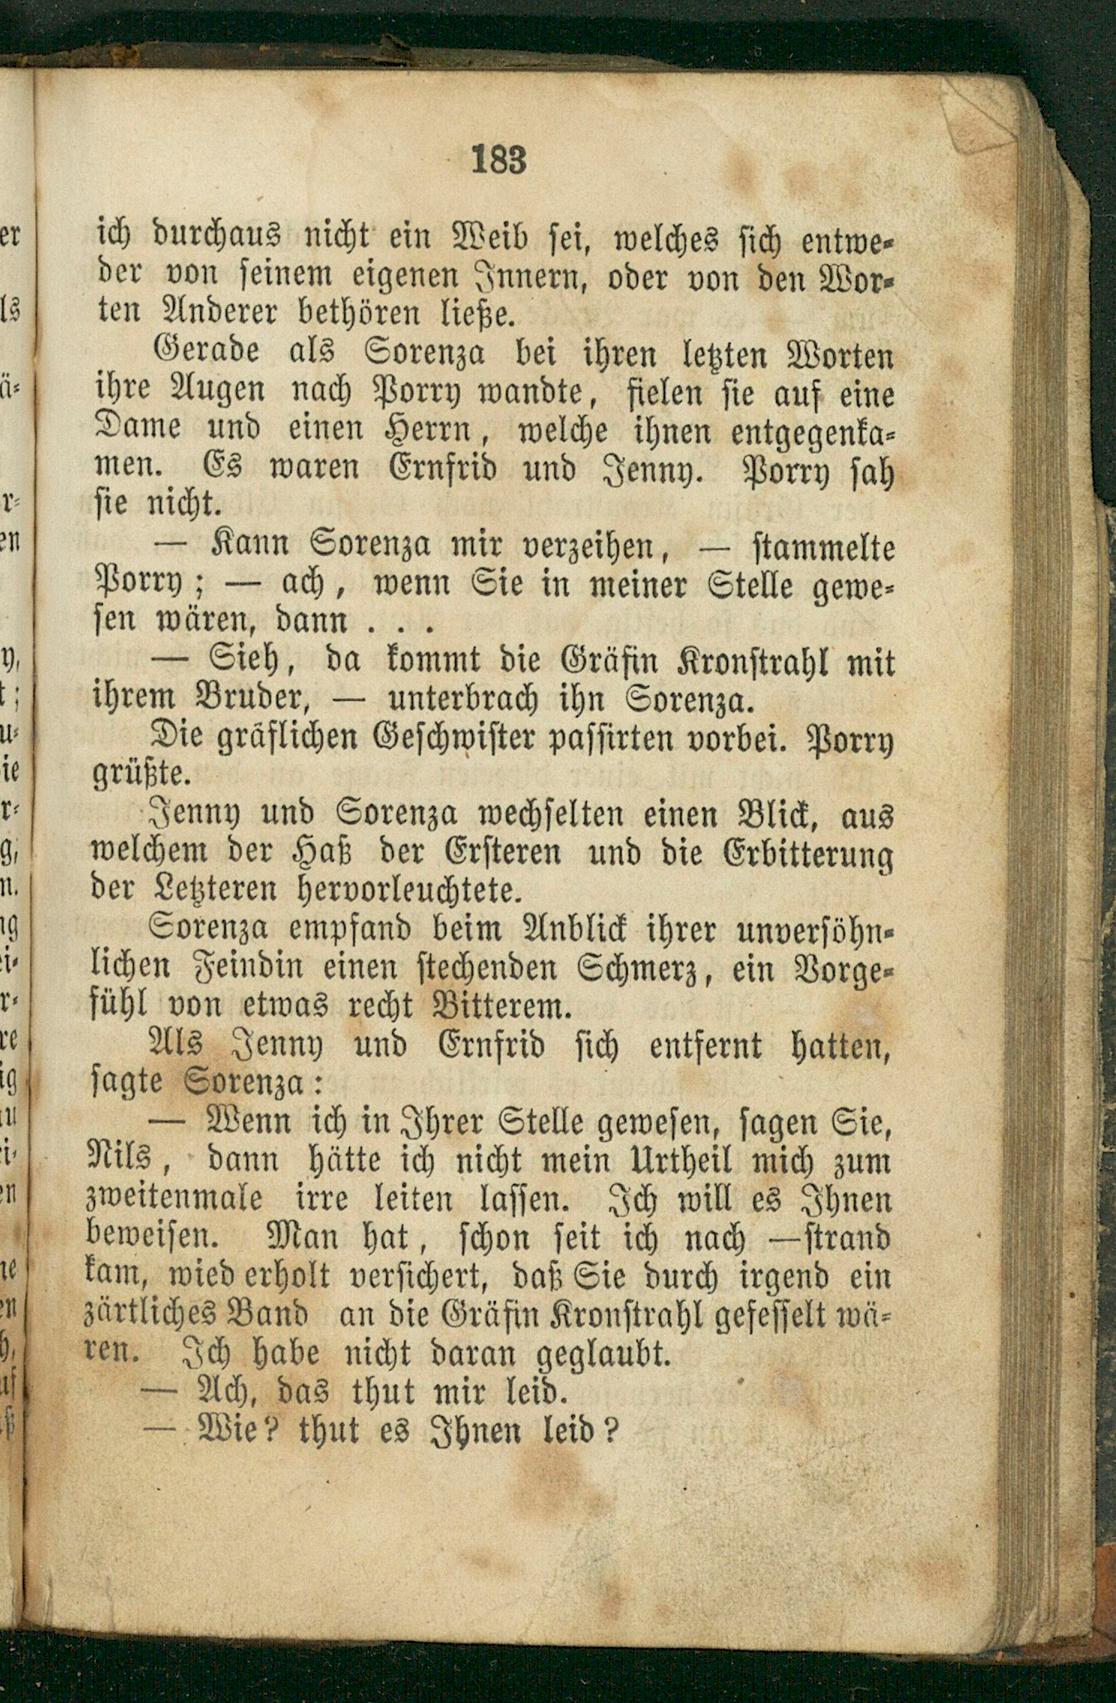 183
ich durchaus nicht ein Weib sei, welches sich entwe-
der von seinem eigenen Innern, oder von den Wor-
ten Anderer bethören ließe.
Gerade als Sorenza bei ihren letzten Worten
ihre Augen nach Porry wandte, fielen sie auf eine
Dame und einen Herrn, welche ihnen entgegenka-
men. Es waren Ernfrid und Jenny. Porry sah
sie nicht.
— Kann Sorenza mir verzeihen, — stammelte
Porry; — ach, wenn Sie in meiner Stelle gewe-
sen wären, dann . . .
— Sieh, da kommt die Gräfin Kronstrahl mit
ihrem Bruder, — unterbrach ihn Sorenza.
Die gräflichen Geschwister passirten vorbei. Porry
grüßte.
Jenny und Sorenza wechselten einen Blick, aus
welchem der Haß der Ersteren und die Erbitterung
der Letzteren hervorleuchtete.
Sorenza empfand beim Anblick ihrer unversöhn-
lichen Feindin einen stechenden Schmerz, ein Vorge-
fühl von etwas recht Bitterem.
Als Jenny und Ernfrid sich entfernt hatten,
sagte Sorenza:
— Wenn ich in Ihrer Stelle gewesen, sagen Sie,
Nils, dann hätte ich nicht mein Urtheil mich zum
zweitenmale irre leiten lassen. Ich will es Ihnen
beweisen. Man hat, schon seit ich nach —strand
kam, wied erholt versichert, daß Sie durch irgend ein
zärtliches Band an die Gräfin Kronstrahl gefesselt wä-
ren. Ich habe nicht daran geglaubt.
— Ach, das thut mir leid.
— Wie? thut es Ihnen leid?